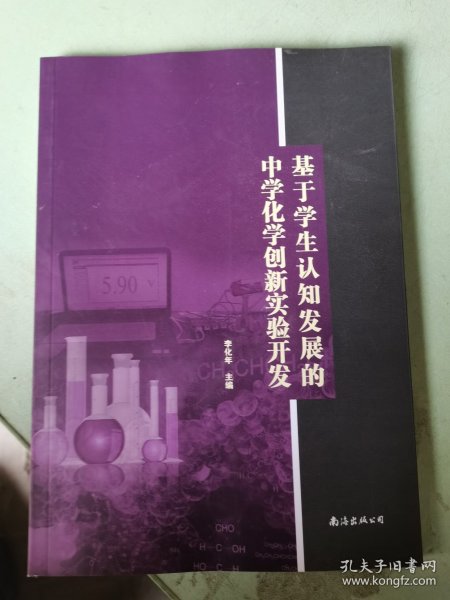 基于学生认知发展的
中学化学创新实验开发
李化年 主编
5.90
CHO
南海出版公司
孔夫子旧书网
www.kongfz.com